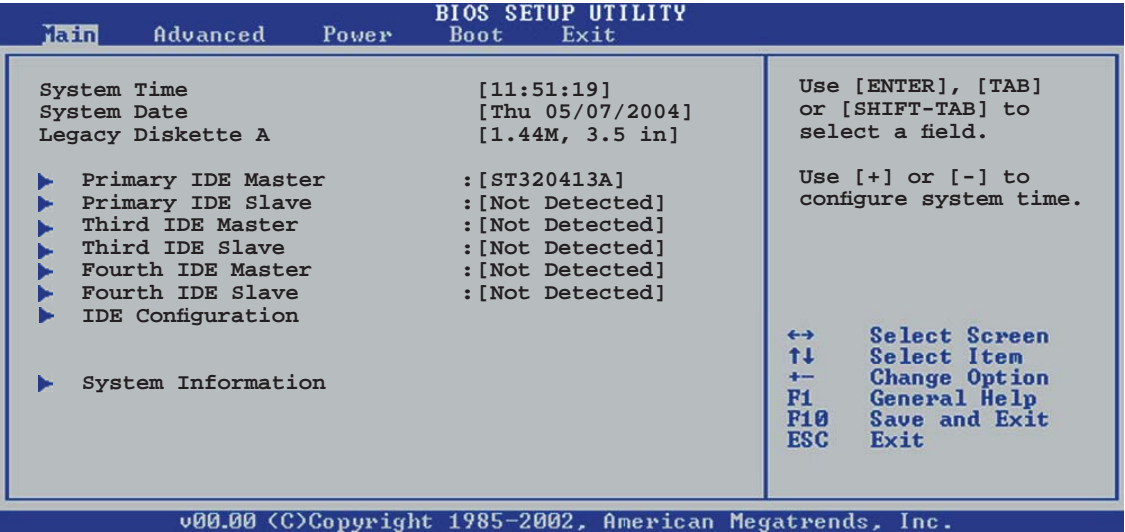 BIOS SETUP UTILITY
Main Advanced Power Boot Exit
System Time [11:51:19]
System Date [Thu 05/07/2004]
Legacy Diskette A [1.44M, 3.5 in]
Primary IDE Master :[ST320413A]
Primary IDE Slave :[Not Detected]
Third IDE Master :[Not Detected]
Third IDE Slave :[Not Detected]
Fourth IDE Master :[Not Detected]
Fourth IDE Slave :[Not Detected]
IDE Configuration
System Information
Use [ENTER], [TAB]
or [SHIFT-TAB] to
select a field.
Use [+] or [-] to
configure system time.
←→ Select Screen
↑↓ Select Item
+- Change Option
F1 General Help
F10 Save and Exit
ESC Exit
v00.00 (C)Copyright 1985-2002, American Megatrends, Inc.